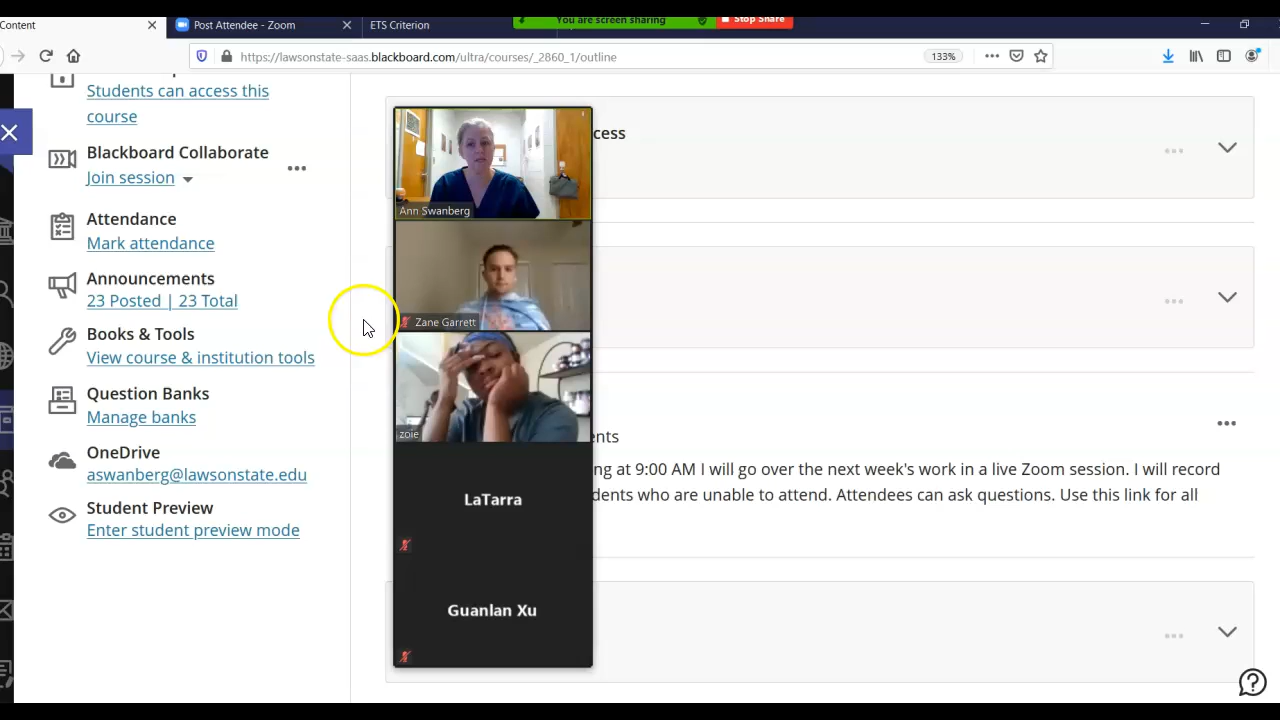 Content
Post Attendee - Zoom
ETS Criterion
You are screen sharing
Stop Share
https://lawsonstate-saas.blackboard.com/ultra/courses/_2860_1/outline
133%
Students can access this
course
Blackboard Collaborate
Join session
Attendance
Mark attendance
Announcements
23 Posted | 23 Total
Books & Tools
View course & institution tools
Question Banks
Manage banks
OneDrive
aswanberg@lawsonstate.edu
Student Preview
Enter student preview mode
Ann Swanberg
Zane Garrett
zoie
LaTarra
Guanlan Xu
cess
ents
ng at 9:00 AM I will go over the next week's work in a live Zoom session. I will record
dents who are unable to attend. Attendees can ask questions. Use this link for all